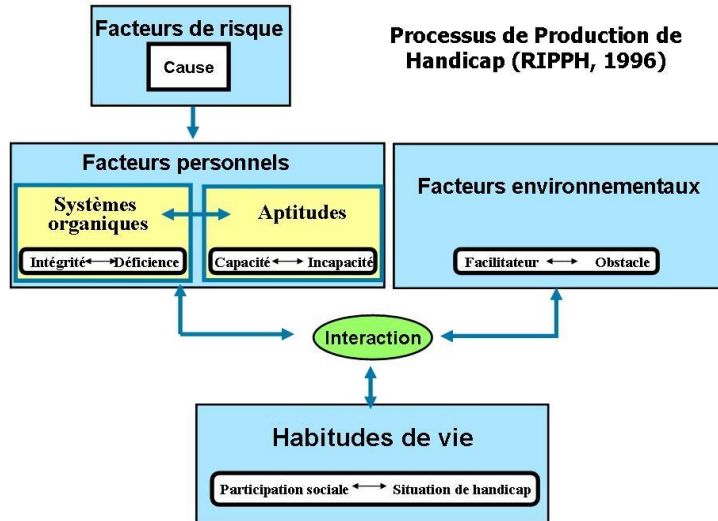 Facteurs de risque
Cause
Processus de Production de
Handicap (RIPPH, 1996)
Facteurs personnels
Systèmes
organiques
Intégrité Déficience
Aptitudes
Capacité Incapacité
Facteurs environnementaux
Facilitateur Obstacle
Interaction
Habitudes de vie
Participation sociale Situation de handicap